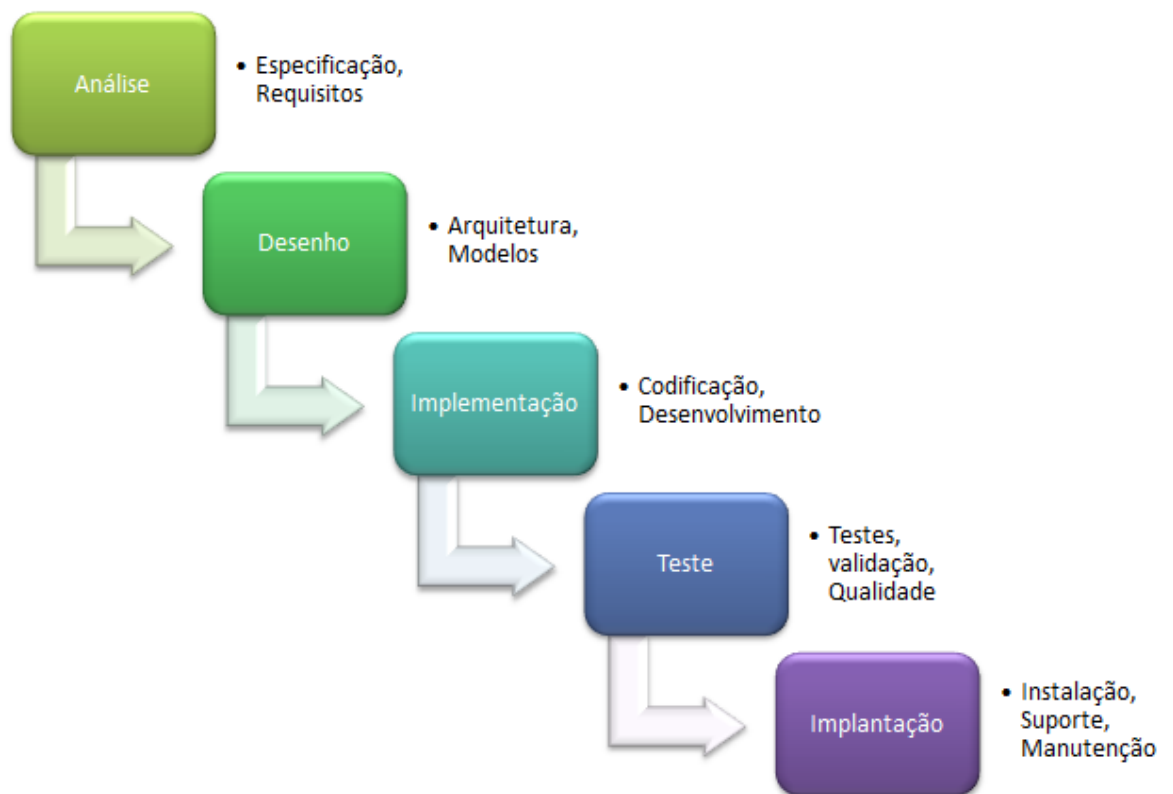 Análise
• Especificação,
Requisitos
Desenho
• Arquitetura,
Modelos
Implementação
• Codificação,
Desenvolvimento
Teste
• Testes,
validação,
Qualidade
Implantação
• Instalação,
Suporte,
Manutenção